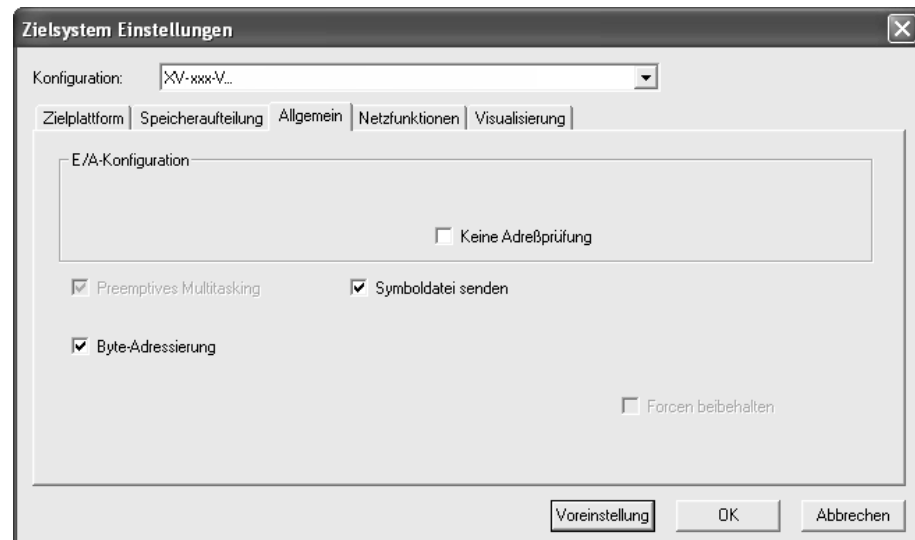 Zielsystem Einstellungen
Konfiguration: XV-xxx-V...
Zielplattform Speicheraufteilung Allgemein Netzfunktionen Visualisierung
E/A-Konfiguration
Keine Adreßprüfung
Preemptives Multitasking Symboldatei senden
Byte-Adressierung
Forcen beibehalten
Voreinstellung OK Abbrechen